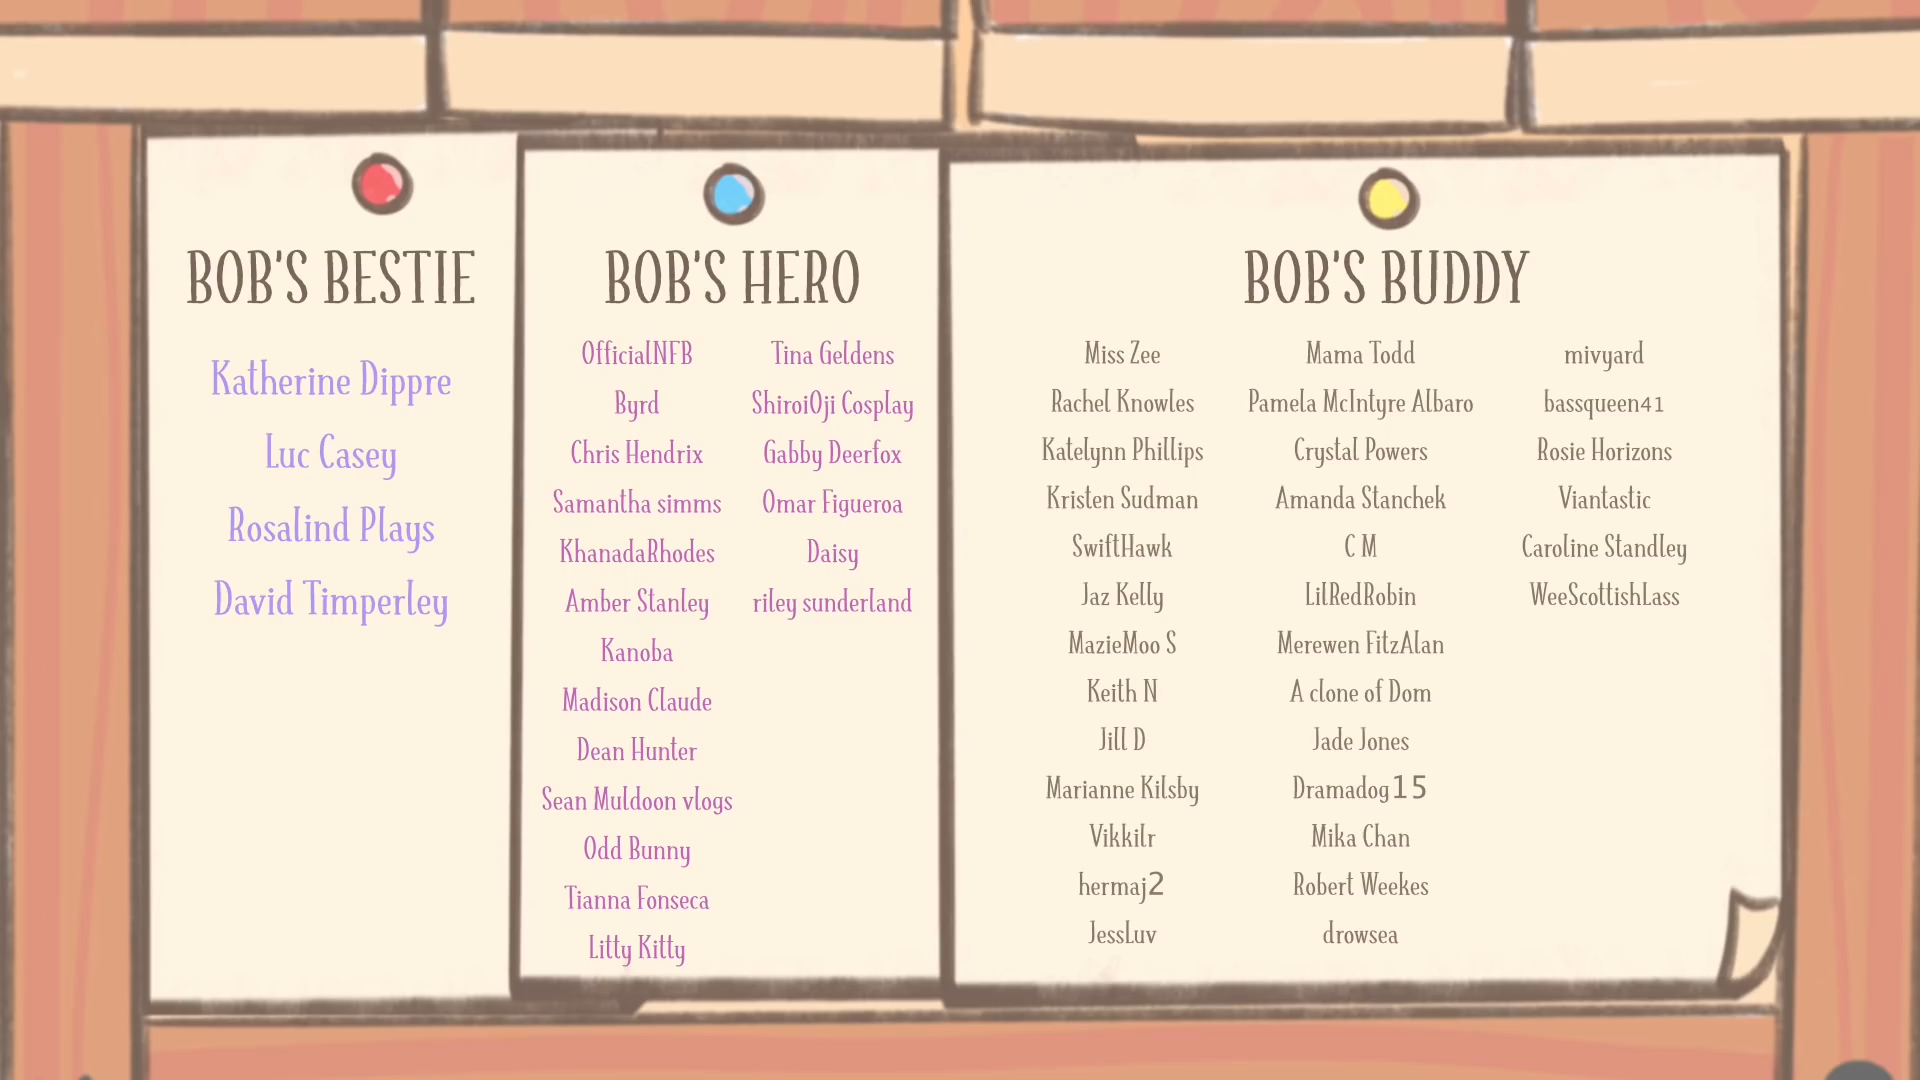 BOB'S BESTIE
Katherine Dippre
Luc Casey
Rosalind Plays
David Timperley
BOB'S HERO
OfficialNFB
Byrd
Chris Hendrix
Samantha simms
KhanadaRhodes
Amber Stanley
Kanoba
Madison Claude
Dean Hunter
Sean Muldoon vlogs
Odd Bunny
Tianna Fonseca
Litty Kitty
Tina Geldens
ShiroiOji Cosplay
Gabby Deerfox
Omar Figueroa
Daisy
riley sunderland
BOB'S BUDDY
Miss Zee
Rachel Knowles
Katelynn Phillips
Kristen Sudman
SwiftHawk
Jaz Kelly
MazieMoo S
Keith N
Jill D
Marianne Kilsby
Vikkilr
hermaj2
JessLuv
Mama Todd
Pamela McIntyre Albaro
Crystal Powers
Amanda Stanchek
C M
LilRedRobin
Merewen FitzAlan
A clone of Dom
Jade Jones
Dramadog15
Mika Chan
Robert Weekes
drowsea
mivyard
bassqueen41
Rosie Horizons
Viantastic
Caroline Standley
WeeScottishLass